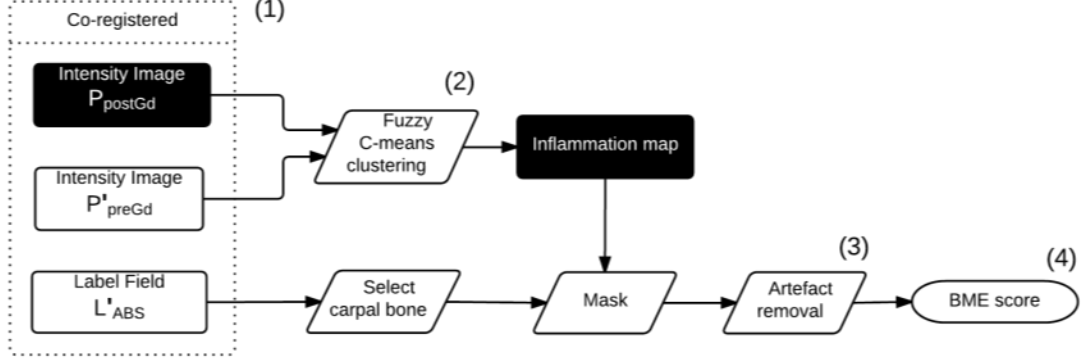 Co-registered
(1)
Intensity Image
PpostGd
(2)
Fuzzy
C-means
clustering
Inflammation map
Intensity Image
P'preGd
Label Field
L'ABS
Select
carpal bone
Mask
(3)
Artefact
removal
(4)
BME score